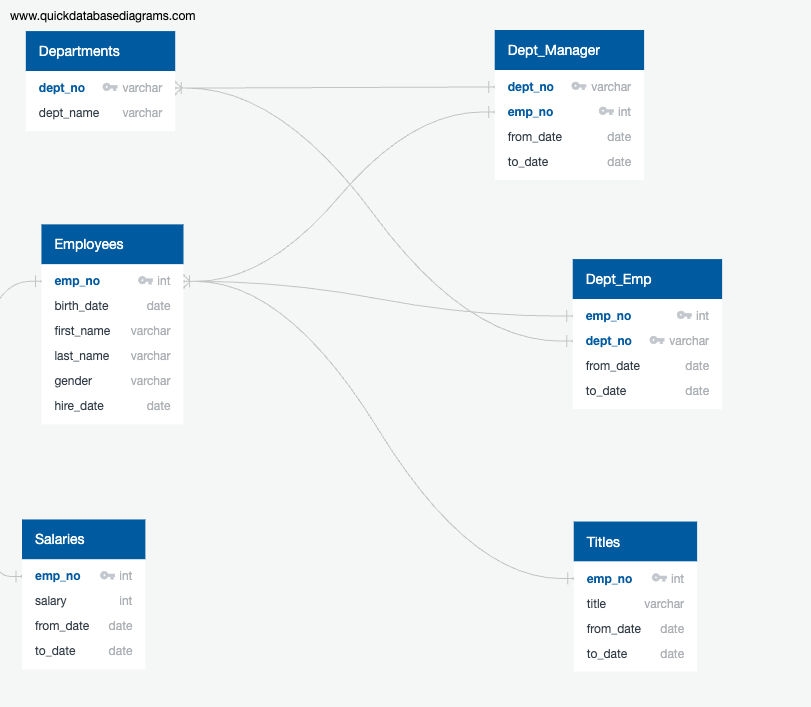 www.quickdatabasediagrams.com
Departments
dept_no varchar
dept_name varchar
Dept_Manager
dept_no varchar
emp_no int
from_date date
to_date date
Employees
emp_no int
birth_date date
first_name varchar
last_name varchar
gender varchar
hire_date date
Dept_Emp
emp_no int
dept_no varchar
from_date date
to_date date
Salaries
emp_no int
salary int
from_date date
to_date date
Titles
emp_no int
title varchar
from_date date
to_date date